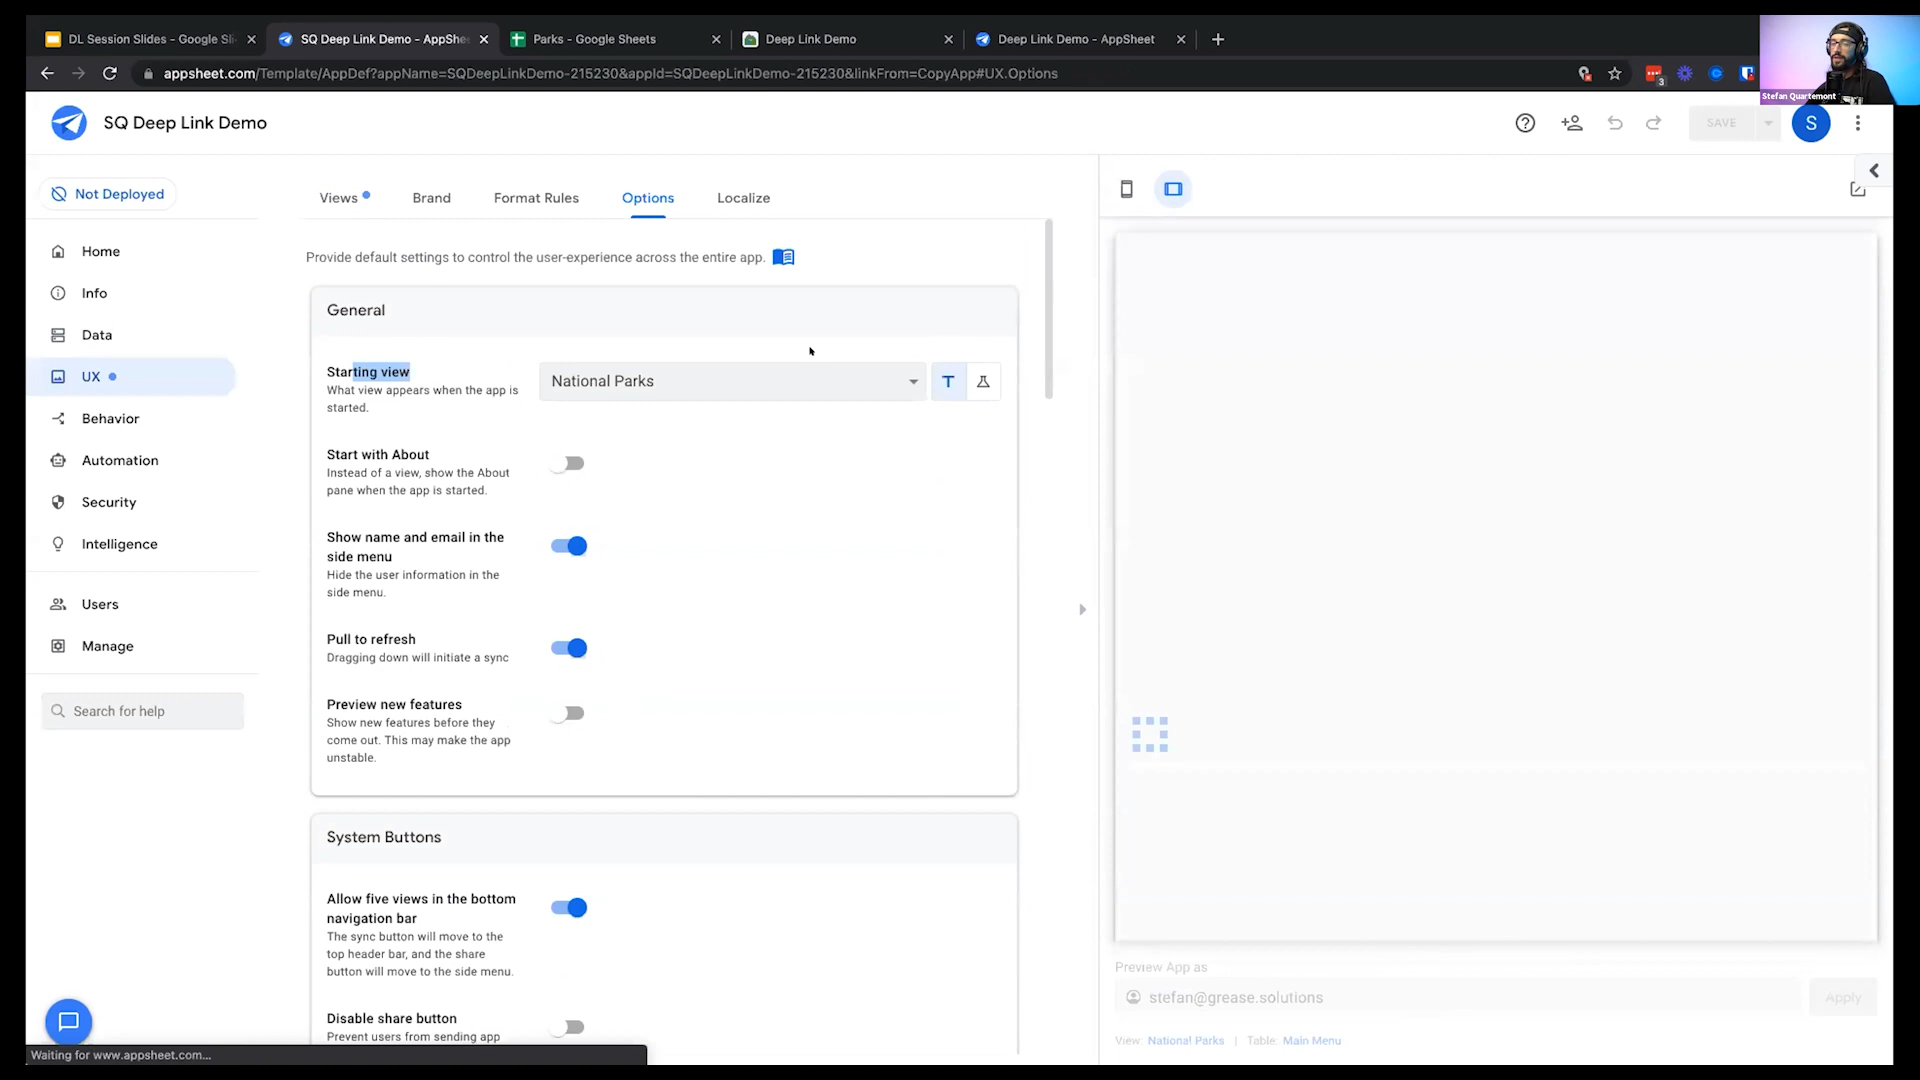 DL Session Slides - Google Sli
SQ Deep Link Demo - AppShe
Parks - Google Sheets
Deep Link Demo
Deep Link Demo - AppSheet
appsheet.com/Template/AppDef?appName=SQDeepLinkDemo-215230&appId=SQDeepLinkDemo-215230&linkFrom=CopyApp#UX.Options
3
Stefan Quartemont
SQ Deep Link Demo
SAVE
S
Not Deployed
Home
Info
Data
UX
Behavior
Automation
Security
Intelligence
Users
Manage
Search for help
Views
Brand
Format Rules
Options
Localize
Provide default settings to control the user-experience across the entire app.
General
Starting view
What view appears when the app is
started.
National Parks
Start with About
Instead of a view, show the About
pane when the app is started.
Show name and email in the
side menu
Hide the user information in the
side menu.
Pull to refresh
Dragging down will initiate a sync
Preview new features
Show new features before they
come out. This may make the app
unstable.
System Buttons
Allow five views in the bottom
navigation bar
The sync button will move to the
top header bar, and the share
button will move to the side menu.
Disable share button
Prevent users from sending app
Preview App as
stefan@grease.solutions
Apply
View: National Parks | Table: Main Menu
Waiting for www.appsheet.com...